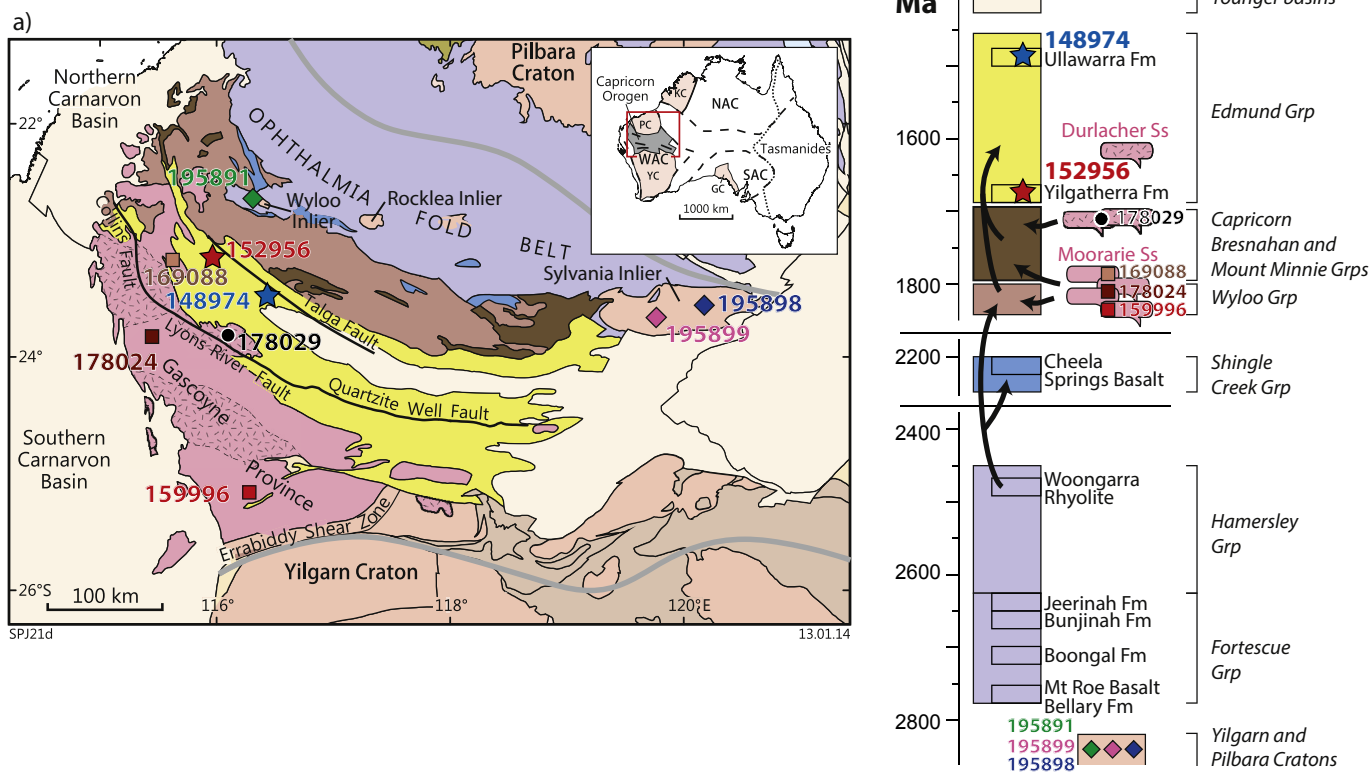 a)
Northern
Carnarvon
Basin
22°
24°
26°S
Pilbara
Craton
Capricorn
Orogen
KC
NAC
PC
WAC
YC
SAC
GC
Tasmanides
1000 km
OPHTHALMIA
FOLD
BELT
195891
Wyloo
Inlier
Rocklea Inlier
Sylvania Inlier
Collins Fault
152956
169088
148974
Talga Fault
195898
195899
178029
178024
Lyons River Fault
Quartzite Well Fault
Gascoyne
Province
Southern
Carnarvon
Basin
159996
Errabiddy Shear Zone
Yilgarn Craton
100 km
116°
118°
120°E
SPJ21d
13.01.14
Ma
Younger Basins
148974
Ullawarra Fm
Edmund Grp
1600
Durlacher Ss
152956
Yilgatherra Fm
178029
Capricorn
Bresnahan and
Mount Minnie Grps
Moorarie Ss
169088
1800
178024
Wyloo Grp
159996
2200
Cheela
Springs Basalt
Shingle
Creek Grp
2400
Woongarra
Rhyolite
Hamersley
Grp
2600
Jeerinah Fm
Bunjinah Fm
Boongal Fm
Fortescue
Grp
Mt Roe Basalt
Bellary Fm
2800
195891
195899
195898
Yilgarn and
Pilbara Cratons